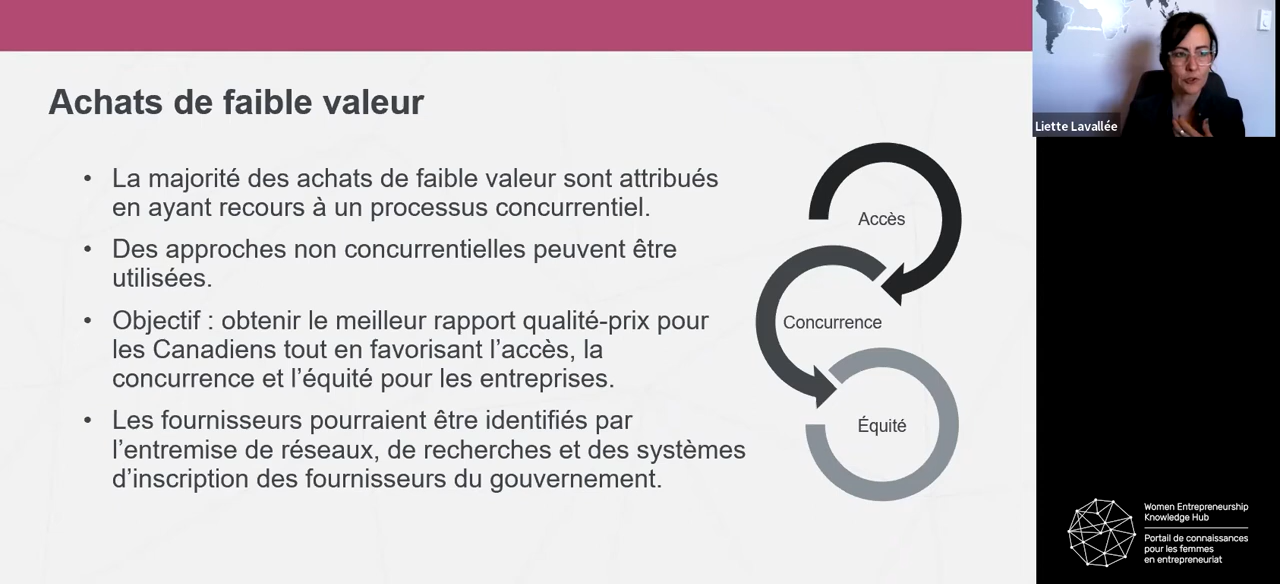 Achats de faible valeur
• La majorité des achats de faible valeur sont attribués
en ayant recours à un processus concurrentiel.
• Des approches non concurrentielles peuvent être
utilisées.
• Objectif : obtenir le meilleur rapport qualité-prix pour
les Canadiens tout en favorisant l’accès, la
concurrence et l’équité pour les entreprises.
• Les fournisseurs pourraient être identifiés par
l’entremise de réseaux, de recherches et des systèmes
d’inscription des fournisseurs du gouvernement.
Accès
Concurrence
Équité
Liette Lavallée
Women Entrepreneurship
Knowledge Hub
Portail de connaissances
pour les femmes
en entrepreneuriat